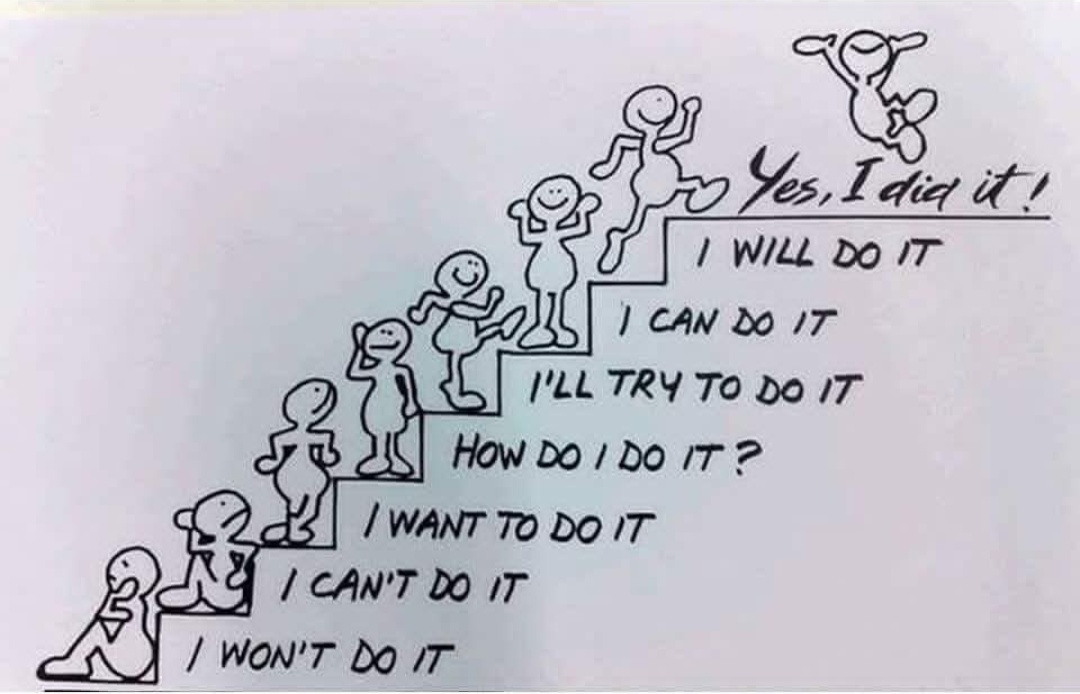 Yes, I did it!
I WILL DO IT
I CAN DO IT
I'LL TRY TO DO IT
HOW DO I DO IT?
I WANT TO DO IT
I CAN'T DO IT
I WON'T DO IT